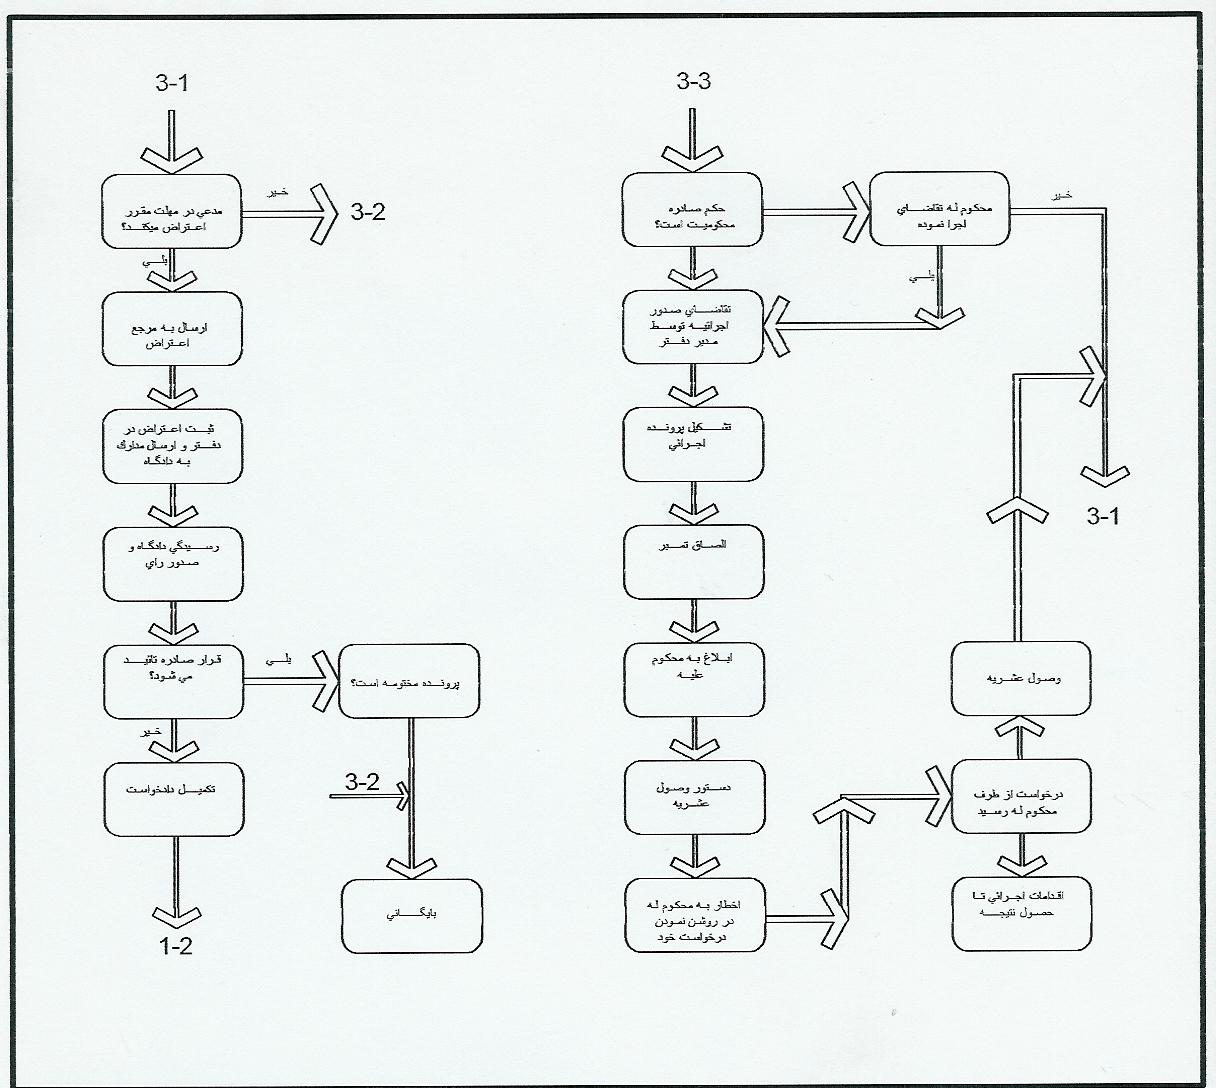 3-1
مدعي در مهلت مقرر
اعتراض ميكند؟
خير
3-2
بلي
ارسال به مرجع
اعتراض
ثبت اعتراض در
دفتر و ارسال مدارك
به دادگاه
رسيدگي دادگاه و
صدور راي
قرار صادره تائيد
مي شود؟
بلي
پرونده مختومه است؟
خير
تكميل دادخواست
3-2
1-2
بايگاني
3-3
حكم صادره
محكوميت است؟
محكوم له تقاضاي
اجرا نموده
خير
بلي
تقاضاي صدور
اجرائيه توسط
مدير دفتر
تشكيل پرونده
اجرائي
الصاق تمبر
ابلاغ به محكوم
عليه
دستور وصول
عشريه
اخطار به محكوم له
در روشن نمودن
درخواست خود
درخواست از طرف
محكوم له رسيد
وصول عشريه
اقدامات اجرائي تا
حصول نتيجه
3-1